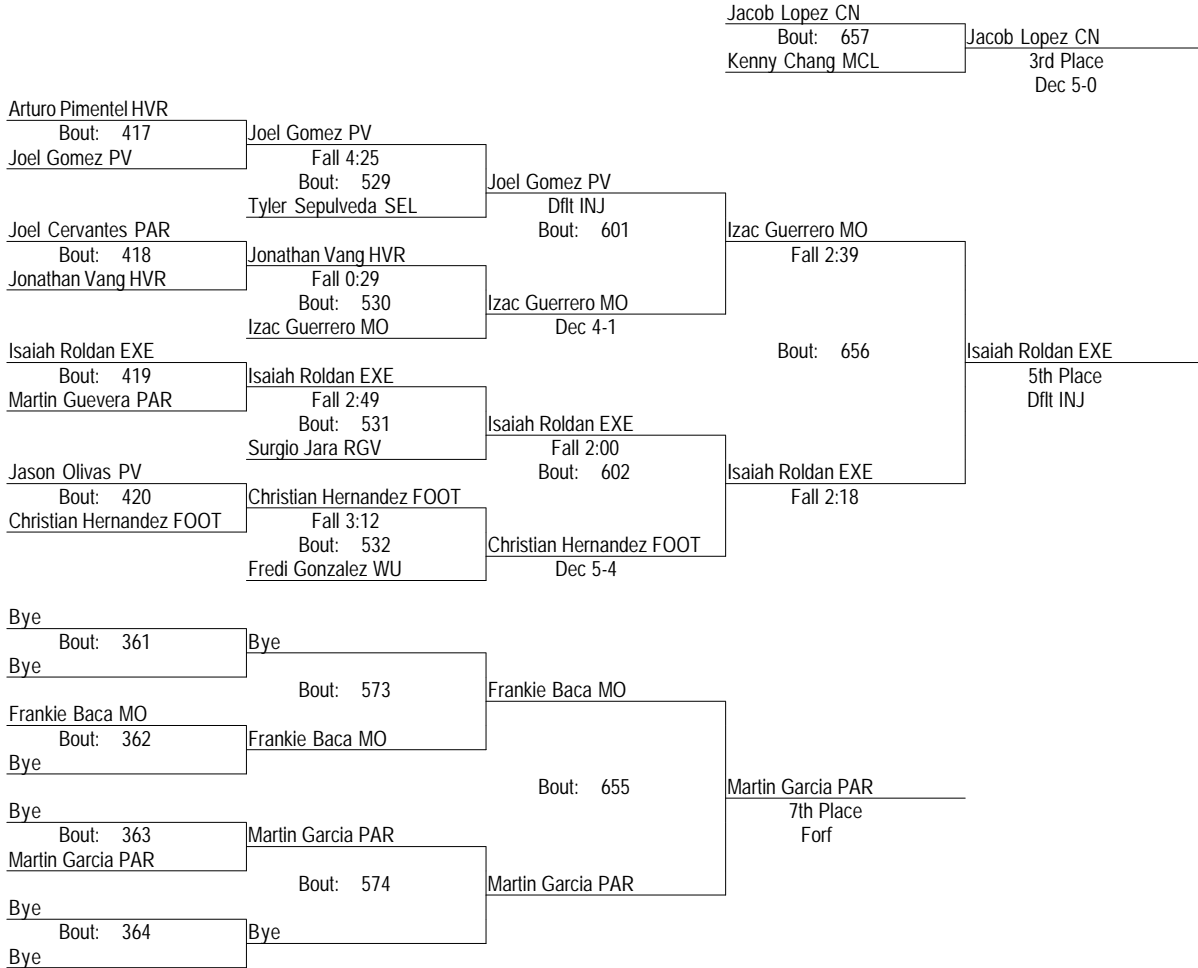 Jacob Lopez CN
Bout: 657
Jacob Lopez CN
Kenny Chang MCL
3rd Place
Dec 5-0
Arturo Pimentel HVR
Bout: 417
Joel Gomez PV
Joel Gomez PV
Fall 4:25
Bout: 529
Joel Gomez PV
Tyler Sepulveda SEL
Dflt INJ
Joel Cervantes PAR
Bout: 601
Izac Guerrero MO
Bout: 418
Jonathan Vang HVR
Fall 2:39
Jonathan Vang HVR
Fall 0:29
Bout: 530
Izac Guerrero MO
Izac Guerrero MO
Dec 4-1
Isaiah Roldan EXE
Bout: 656
Isaiah Roldan EXE
Bout: 419
Isaiah Roldan EXE
5th Place
Martin Guevera PAR
Fall 2:49
Dflt INJ
Bout: 531
Isaiah Roldan EXE
Surgio Jara RGV
Fall 2:00
Jason Olivas PV
Bout: 602
Isaiah Roldan EXE
Bout: 420
Christian Hernandez FOOT
Fall 2:18
Christian Hernandez FOOT
Fall 3:12
Bout: 532
Christian Hernandez FOOT
Fredi Gonzalez WU
Dec 5-4
Bye
Bout: 361
Bye
Bye
Bout: 573
Frankie Baca MO
Frankie Baca MO
Bout: 362
Frankie Baca MO
Bye
Bout: 655
Martin Garcia PAR
Bye
7th Place
Bout: 363
Martin Garcia PAR
Forf
Martin Garcia PAR
Bout: 574
Martin Garcia PAR
Bye
Bout: 364
Bye
Bye